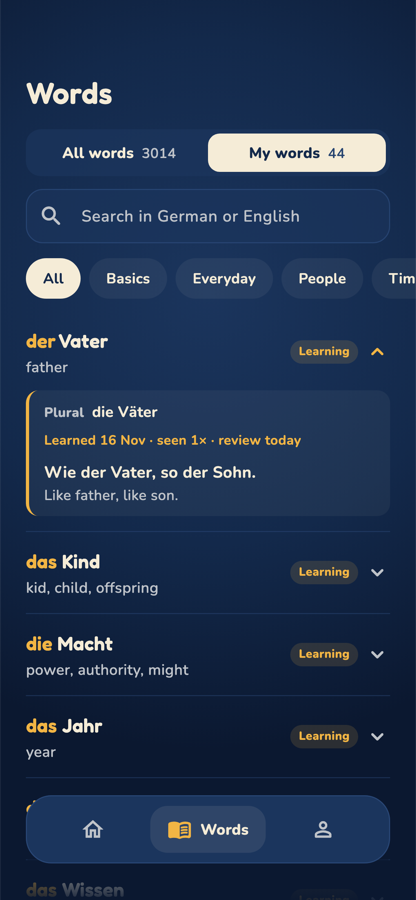 Words
All words 3014
My words 44
Search in German or English
All
Basics
Everyday
People
Tim
der Vater
father
Learning
Plural die Väter
Learned 16 Nov · seen 1× · review today
Wie der Vater, so der Sohn.
Like father, like son.
das Kind
kid, child, offspring
Learning
die Macht
power, authority, might
Learning
das Jahr
year
Learning
Words
das Wissen